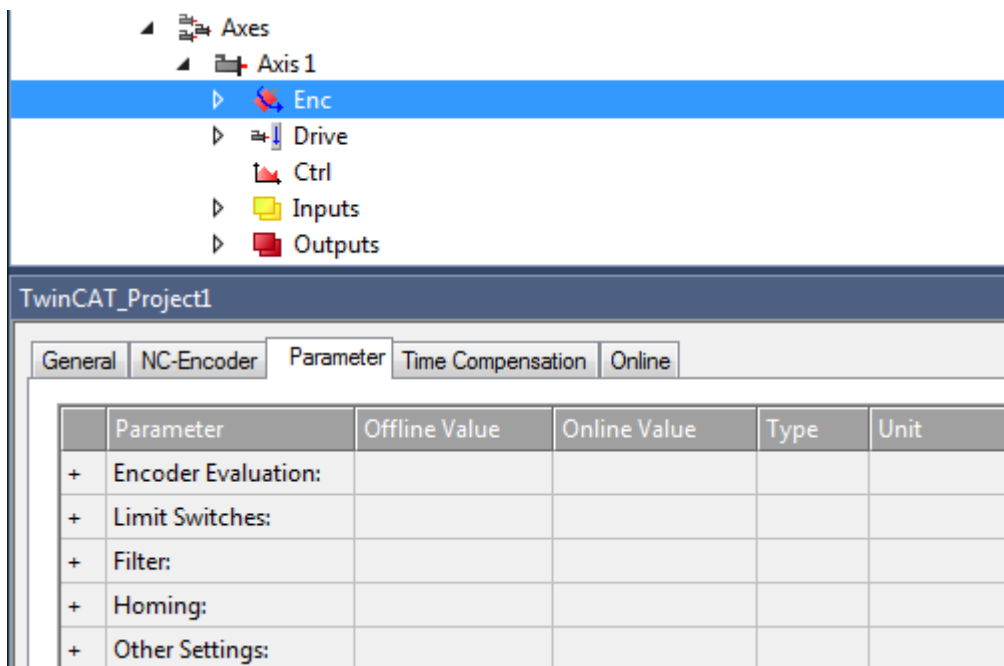 Axes
Axis 1
Enc
Drive
Ctrl
Inputs
Outputs
TwinCAT_Project1
General NC-Encoder Parameter Time Compensation Online
Parameter Offline Value Online Value Type Unit
+ Encoder Evaluation:
+ Limit Switches:
+ Filter:
+ Homing:
+ Other Settings: